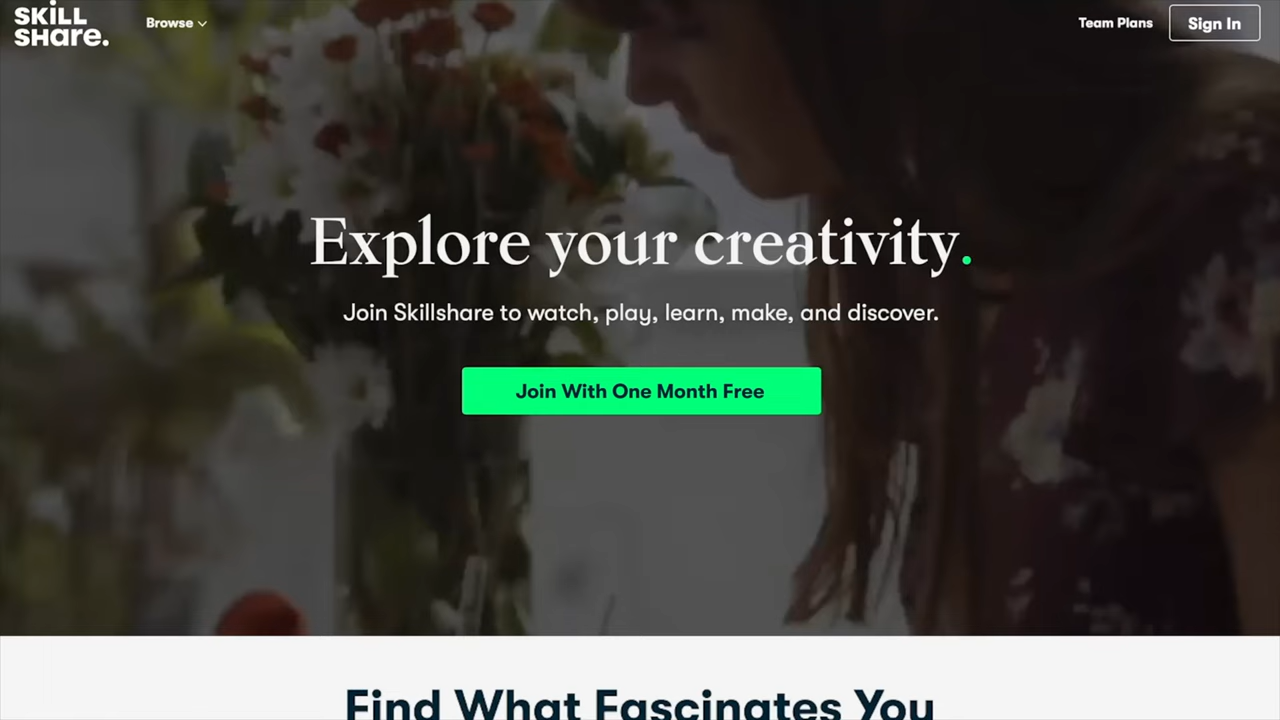 SKILL
SHare.
Browse
Team Plans
Sign In
Explore your creativity.
Join Skillshare to watch, play, learn, make, and discover.
Join With One Month Free
Find What Fascinates You